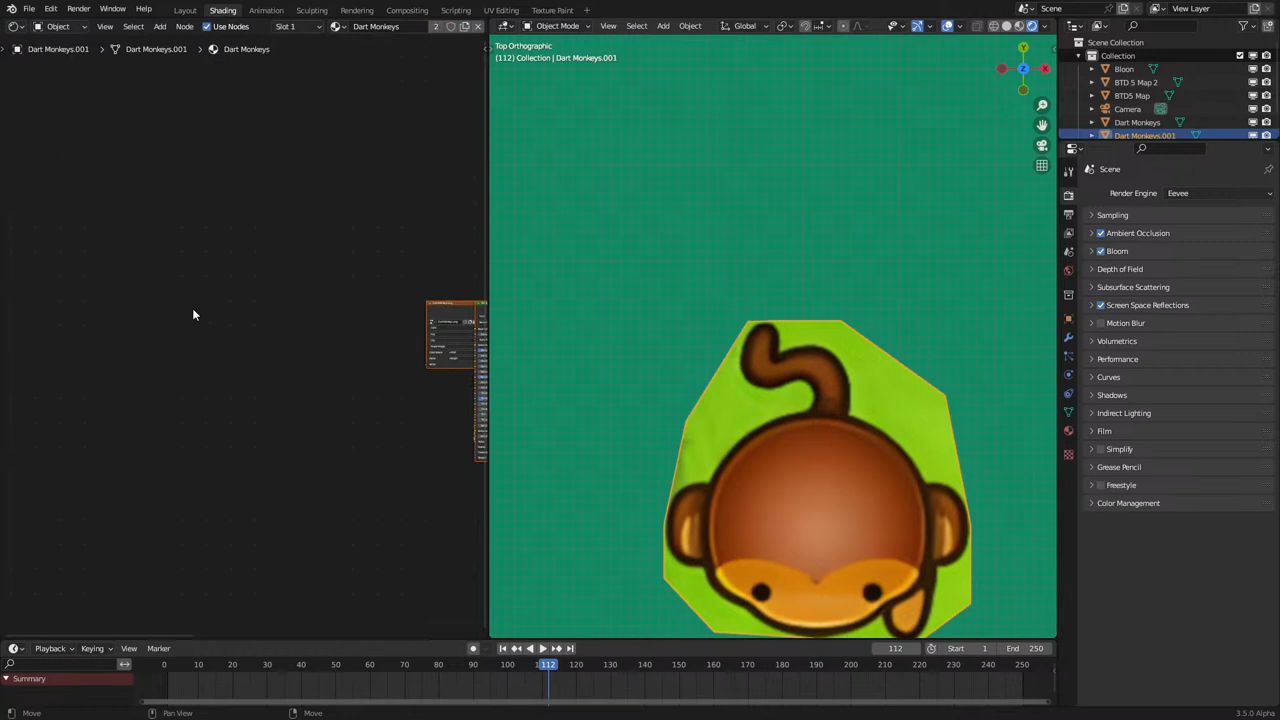 File Edit Render Window Help Layout Modeling Sculpting UV Editing Texture Paint Shading Animation Rendering Compositing Scripting UV Editing Texture Paint Scene View Layer
Object View Select Add Node Use Nodes Slot 1 Dart Monkeys 2 Object Mode View Select Add Object Global
Dart Monkeys.001 Dart Monkeys.001 Dart Monkeys
Top Orthographic
(112) Collection | Dart Monkeys.001
Y
Z
X
Scene Collection
Collection
Bloon
BTD 5 Map 2
BTD5 Map
Camera
Dart Monkeys
Dart Monkeys.001
Scene
Render Engine Eevee
Sampling
Ambient Occlusion
Bloom
Depth of Field
Subsurface Scattering
Screen Space Reflections
Motion Blur
Volumetrics
Performance
Curves
Shadows
Indirect Lighting
Film
Simplify
Grease Pencil
Freestyle
Color Management
Playback Keying View Marker 112 Start 1 End 250
0 10 20 30 40 50 60 70 80 90 100 112 120 130 140 150 160 170 180 190 200 210 220 230 240 250
Summary
Move Pan View Move 3.5.0 Alpha